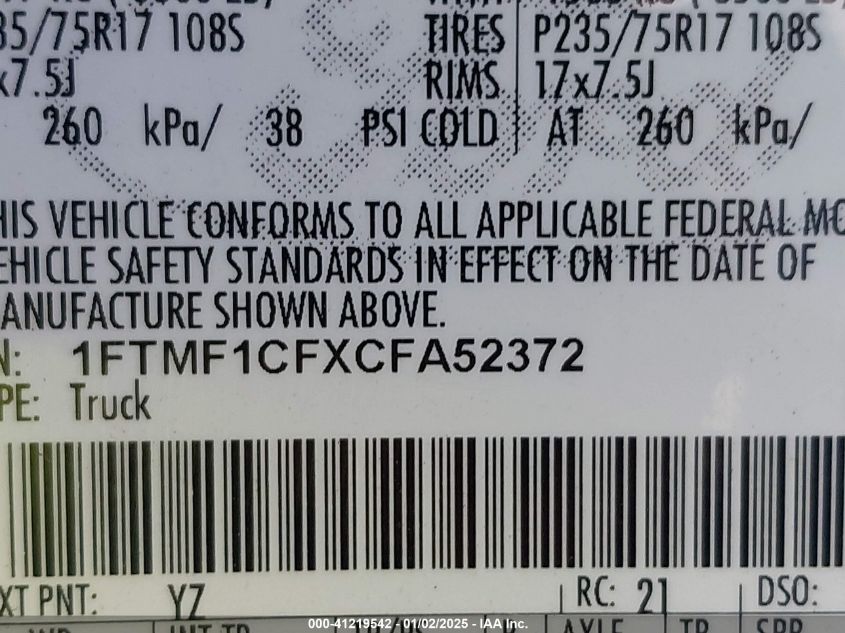 35/75R17 108S TIRES P235/75R17 108S
x7.5J RIMS 17x7.5J
260 kPa/ 38 PSI COLD AT 260 kPa/
HIS VEHICLE CONFORMS TO ALL APPLICABLE FEDERAL MO
EHICLE SAFETY STANDARDS IN EFFECT ON THE DATE OF
ANUFACTURE SHOWN ABOVE.
N: 1FTMF1CFXCFA52372
PE: Truck
XT PNT: YZ RC: 21 DSO:
000-41219542 - 01/02/2025 - IAA Inc.